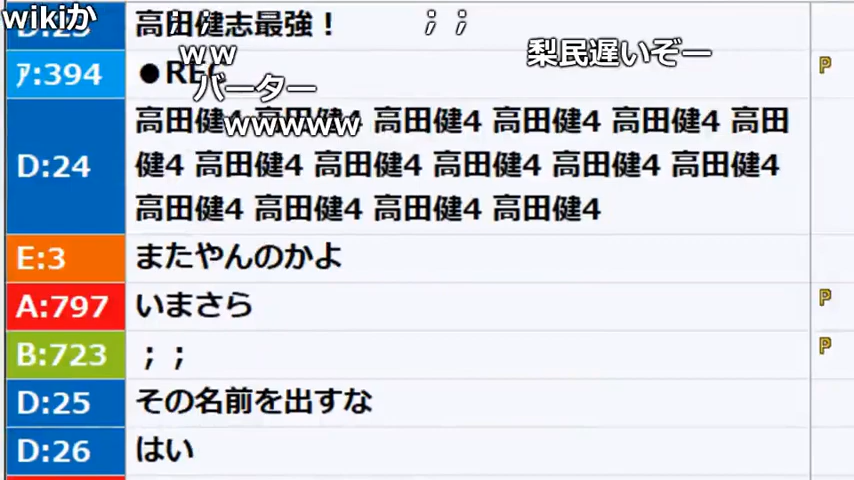 wikiか
D:23 高田健志最強！
； ；
； ；
ww
梨民遅いぞー
ｱ:394 ●REC P
バーター
wwwww
D:24 高田健4 高田健4 高田健4 高田健4 高田健4 高田
健4 高田健4 高田健4 高田健4 高田健4 高田健4
高田健4 高田健4 高田健4 高田健4
E:3 またやんのかよ
A:797 いまさら P
B:723 ；； P
D:25 その名前を出すな
D:26 はい